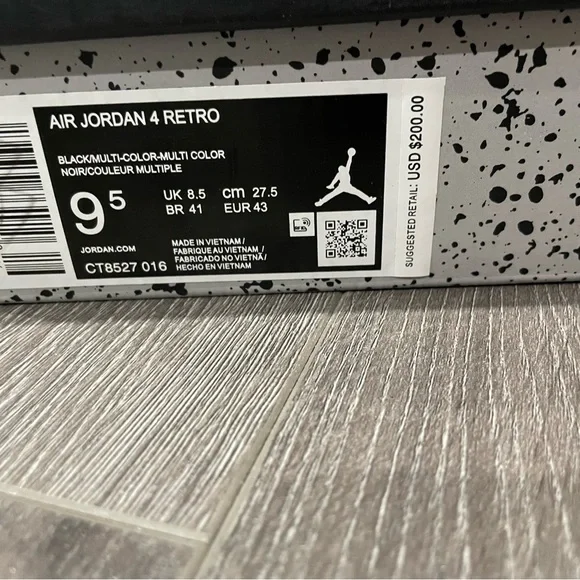 AIR JORDAN 4 RETRO
BLACK/MULTI-COLOR-MULTI COLOR
NOIR/COULEUR MULTIPLE
9⁵
UK 8.5 cm 27.5
BR 41 EUR 43
JORDAN.COM
CT8527 016
MADE IN VIETNAM /
FABRIQUE AU VIETNAM /
FABRICADO NO VIETNÃ /
HECHO EN VIETNAM
SUGGESTED RETAIL: USD $200.00